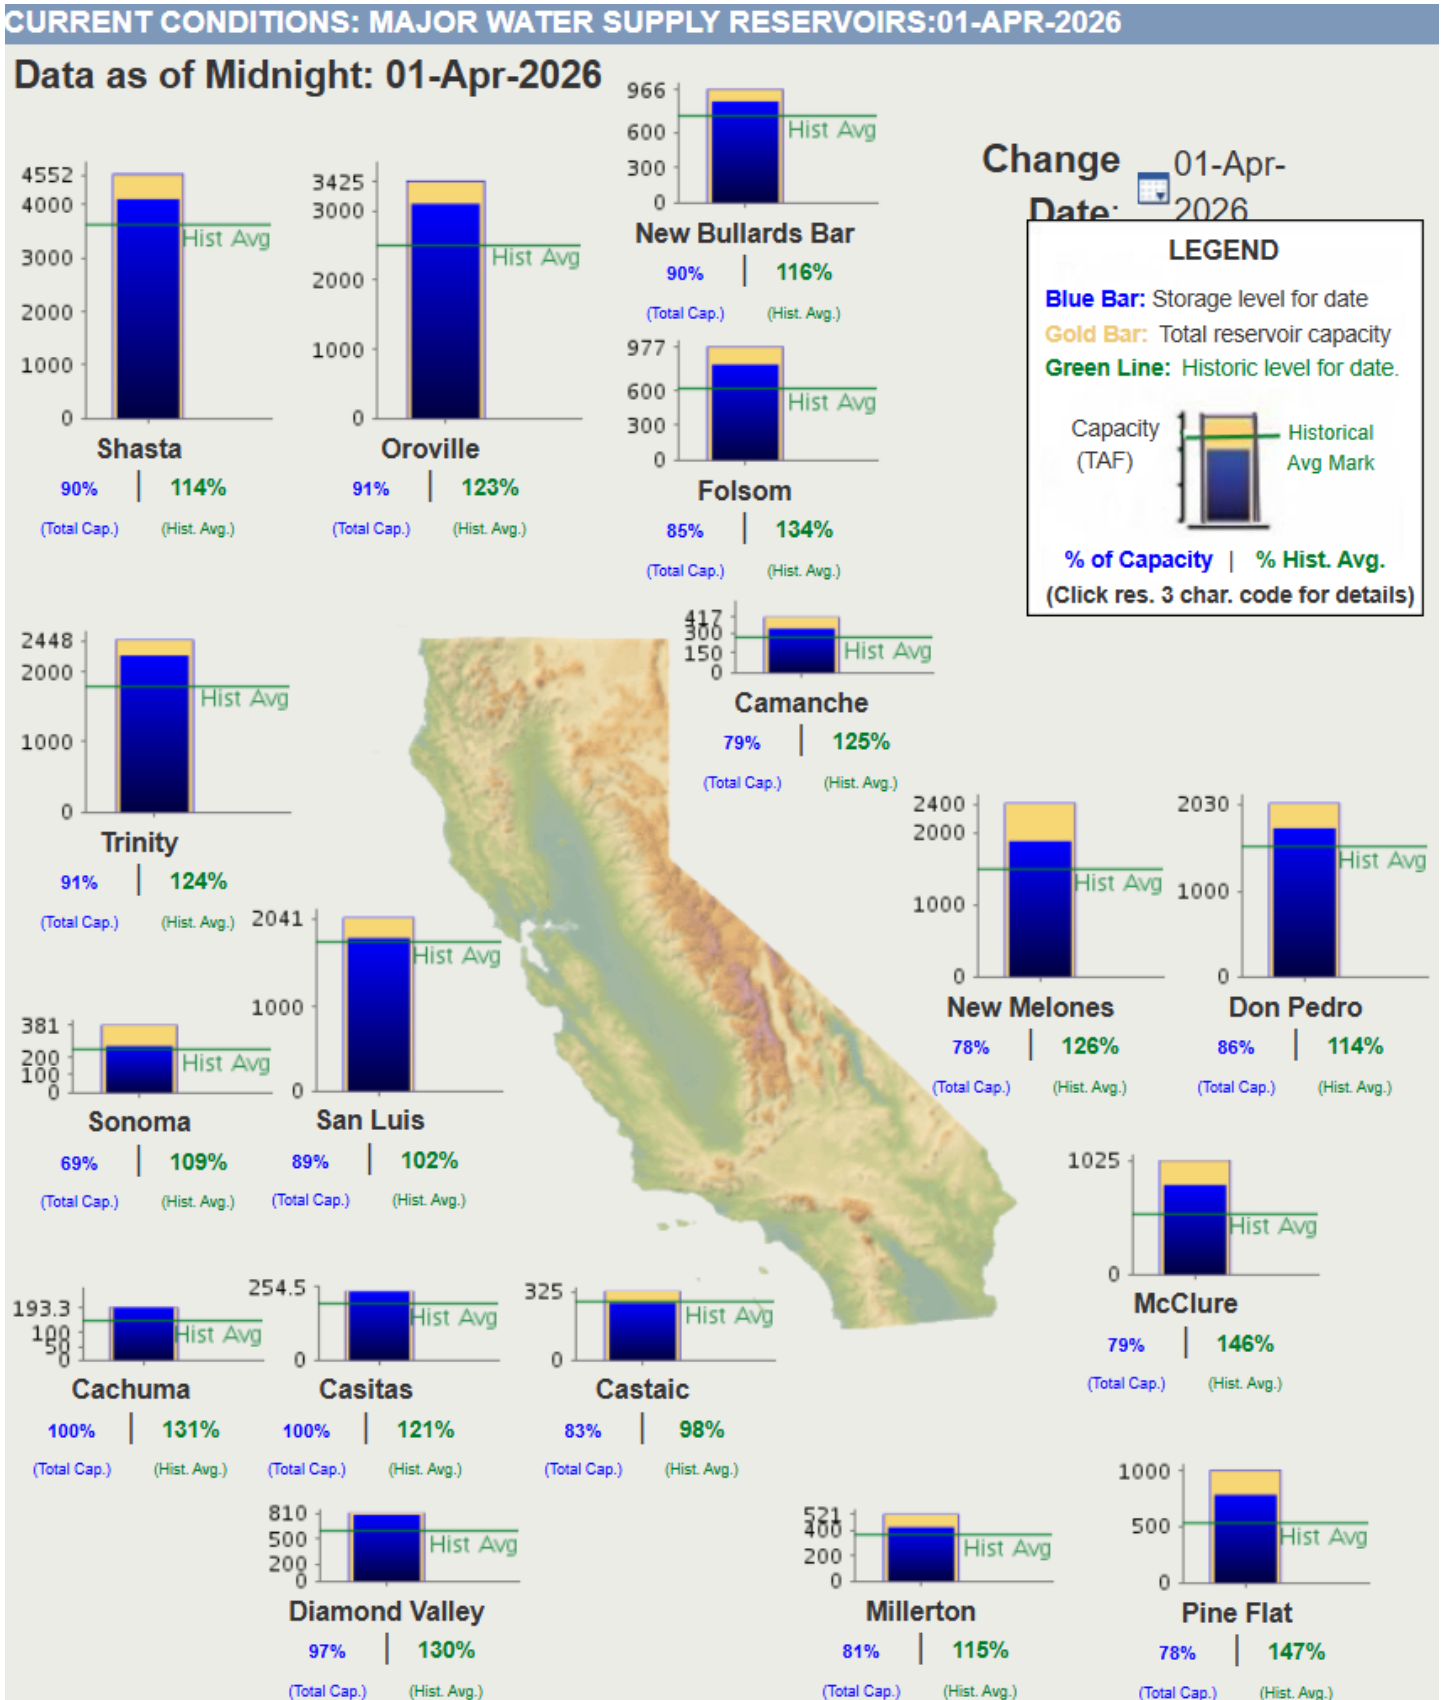 CURRENT CONDITIONS: MAJOR WATER SUPPLY RESERVOIRS:01-APR-2026
Data as of Midnight: 01-Apr-2026
Change Date:
01-Apr-2026
LEGEND
Blue Bar: Storage level for date
Gold Bar: Total reservoir capacity
Green Line: Historic level for date.
Capacity
(TAF)
Historical
Avg Mark
% of Capacity | % Hist. Avg.
(Click res. 3 char. code for details)
4552
4000
3000
2000
1000
0
Hist Avg
Shasta
90% | 114%
(Total Cap.) (Hist. Avg.)
3425
3000
2000
1000
0
Hist Avg
Oroville
91% | 123%
(Total Cap.) (Hist. Avg.)
966
600
300
0
Hist Avg
New Bullards Bar
90% | 116%
(Total Cap.) (Hist. Avg.)
977
600
300
0
Hist Avg
Folsom
85% | 134%
(Total Cap.) (Hist. Avg.)
417
300
150
0
Hist Avg
Camanche
79% | 125%
(Total Cap.) (Hist. Avg.)
2448
2000
1000
0
Hist Avg
Trinity
91% | 124%
(Total Cap.) (Hist. Avg.)
2400
2000
1000
0
Hist Avg
New Melones
78% | 126%
(Total Cap.) (Hist. Avg.)
2030
1000
0
Hist Avg
Don Pedro
86% | 114%
(Total Cap.) (Hist. Avg.)
381
200
100
0
Hist Avg
Sonoma
69% | 109%
(Total Cap.) (Hist. Avg.)
2041
1000
0
Hist Avg
San Luis
89% | 102%
(Total Cap.) (Hist. Avg.)
1025
0
Hist Avg
McClure
79% | 146%
(Total Cap.) (Hist. Avg.)
193.3
100
50
0
Hist Avg
Cachuma
100% | 131%
(Total Cap.) (Hist. Avg.)
254.5
0
Hist Avg
Casitas
100% | 121%
(Total Cap.) (Hist. Avg.)
325
0
Hist Avg
Castaic
83% | 98%
(Total Cap.) (Hist. Avg.)
810
500
200
0
Hist Avg
Diamond Valley
97% | 130%
(Total Cap.) (Hist. Avg.)
521
400
200
0
Hist Avg
Millerton
81% | 115%
(Total Cap.) (Hist. Avg.)
1000
500
0
Hist Avg
Pine Flat
78% | 147%
(Total Cap.) (Hist. Avg.)